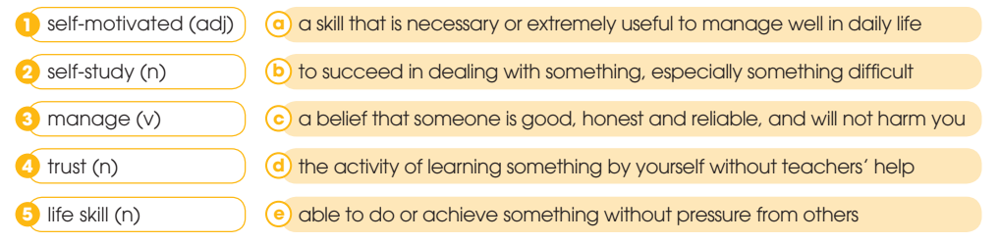 1 self-motivated (adj) a a skill that is necessary or extremely useful to manage well in daily life
2 self-study (n) b to succeed in dealing with something, especially something difficult
3 manage (v) c a belief that someone is good, honest and reliable, and will not harm you
4 trust (n) d the activity of learning something by yourself without teachers’ help
5 life skill (n) e able to do or achieve something without pressure from others